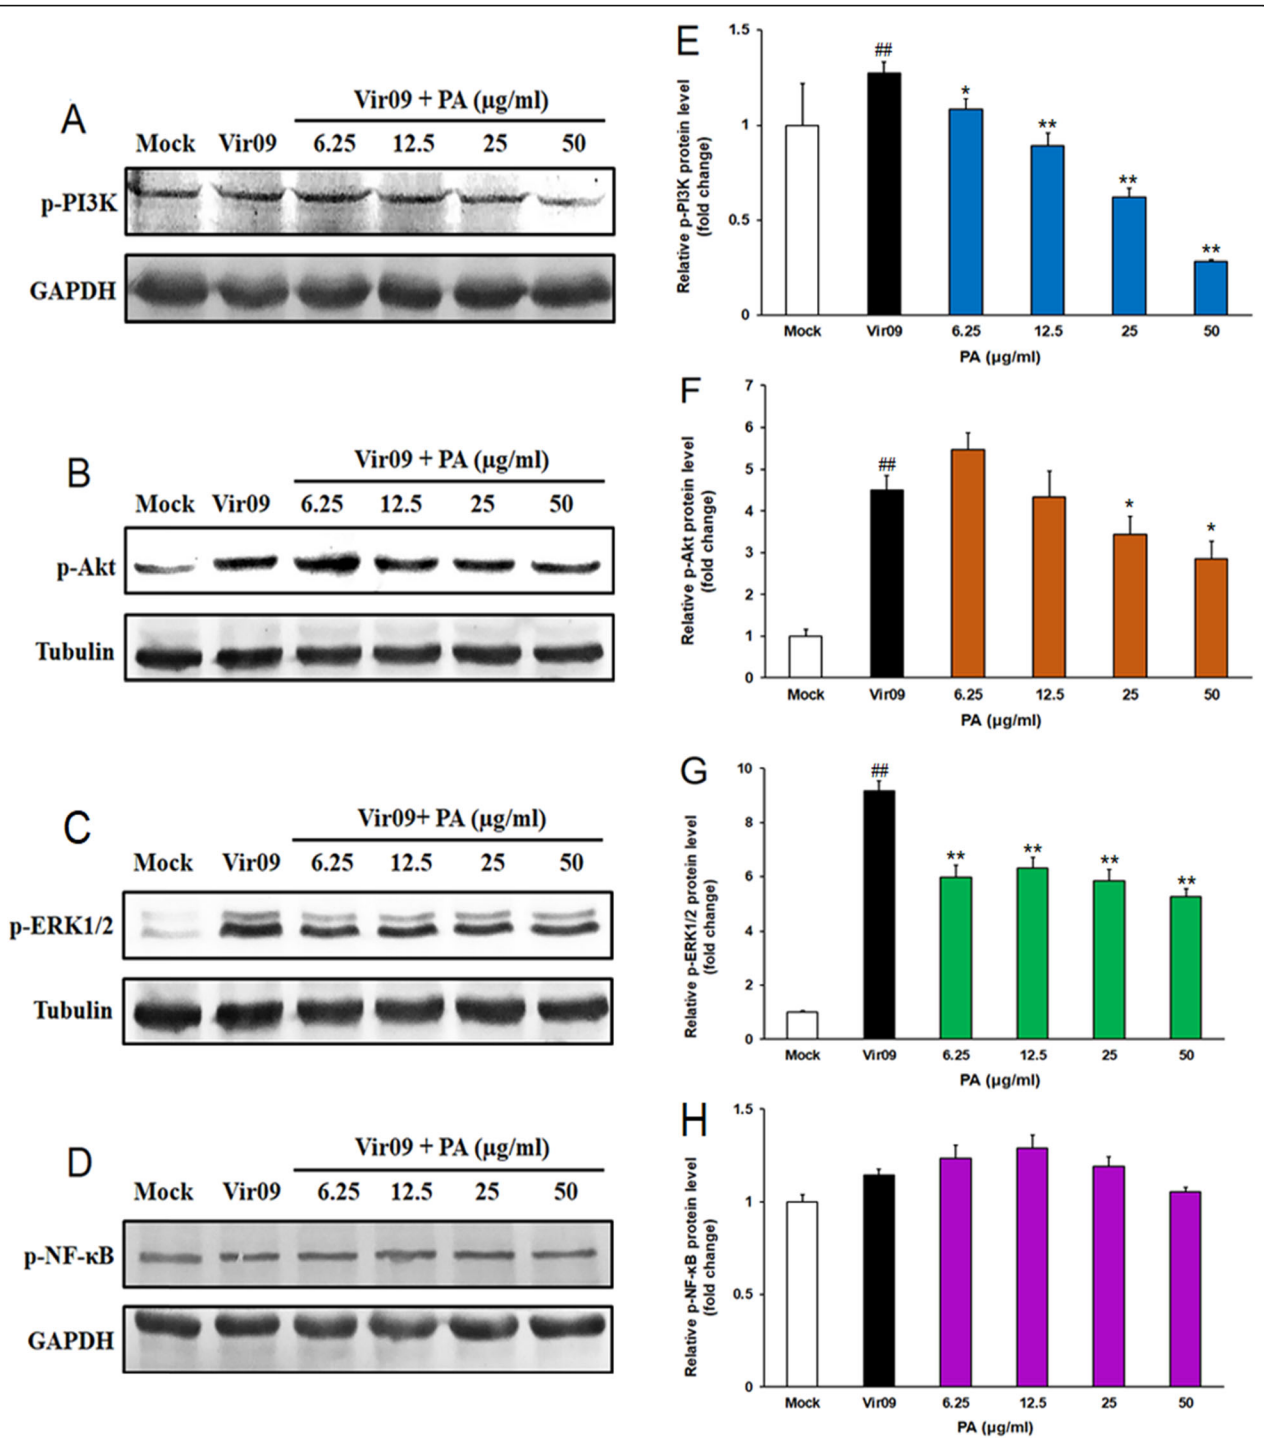 A
Vir09 + PA (μg/ml)
Mock Vir09 6.25 12.5 25 50
p-PI3K
GAPDH
B
Vir09 + PA (μg/ml)
Mock Vir09 6.25 12.5 25 50
p-Akt
Tubulin
C
Vir09+ PA (μg/ml)
Mock Vir09 6.25 12.5 25 50
p-ERK1/2
Tubulin
D
Vir09 + PA (μg/ml)
Mock Vir09 6.25 12.5 25 50
p-NF-κB
GAPDH
E
Relative p-PI3K protein level
(fold change)
1.5
1
0.5
0
## * ** ** **
Mock Vir09 6.25 12.5 25 50
PA (μg/ml)
F
Relative p-Akt protein level
(fold change)
7
6
5
4
3
2
1
0
## * *
Mock Vir09 6.25 12.5 25 50
PA (μg/ml)
G
Relative p-ERK1/2 protein level
(fold change)
10
8
6
4
2
0
## ** ** ** **
Mock Vir09 6.25 12.5 25 50
PA (μg/ml)
H
Relative p-NF-κB protein level
(fold change)
1.5
1
0.5
0
Mock Vir09 6.25 12.5 25 50
PA (μg/ml)